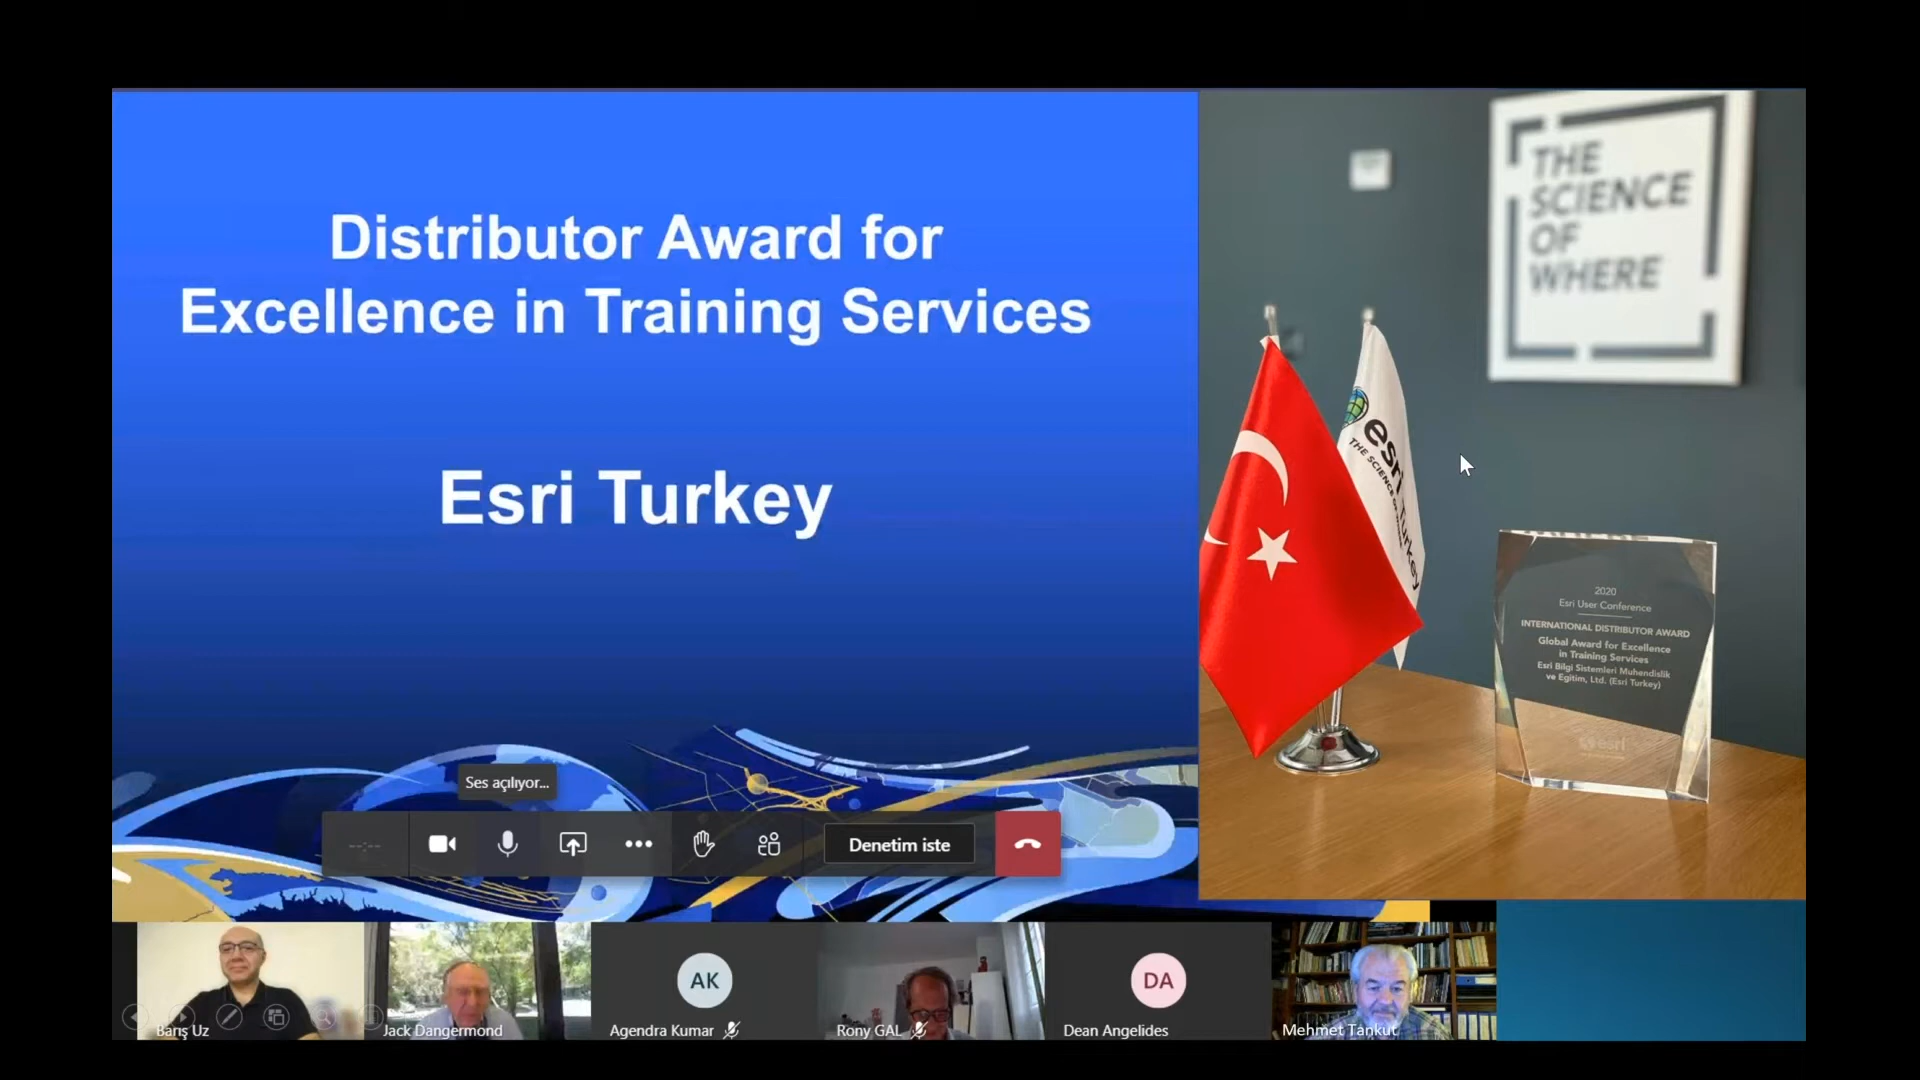 Distributor Award for
Excellence in Training Services
Esri Turkey
THE
SCIENCE
OF
WHERE
esri Turkey
THE SCIENCE OF WHERE
2020
Esri User Conference
INTERNATIONAL DISTRIBUTOR AWARD
Global Award for Excellence
in Training Services
Esri Bilgi Sistemleri Muhendislik
ve Egitim, Ltd. (Esri Turkey)
esri
Ses açılıyor...
--:--
Denetim iste
AK
DA
Barış Uz
Jack Dangermond
Agendra Kumar
Rony GAL
Dean Angelides
Mehmet Tankut